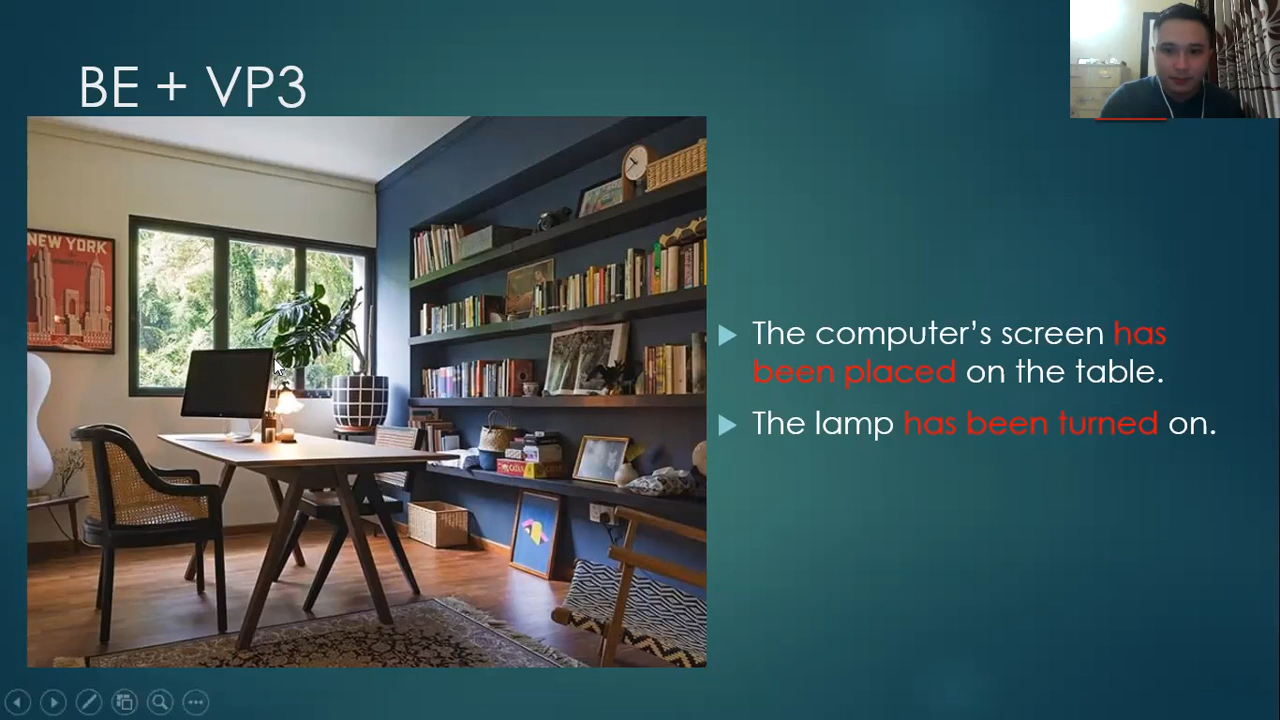 BE + VP3
NEW YORK
The computer's screen has
been placed on the table.
The lamp has been turned on.
CATAN